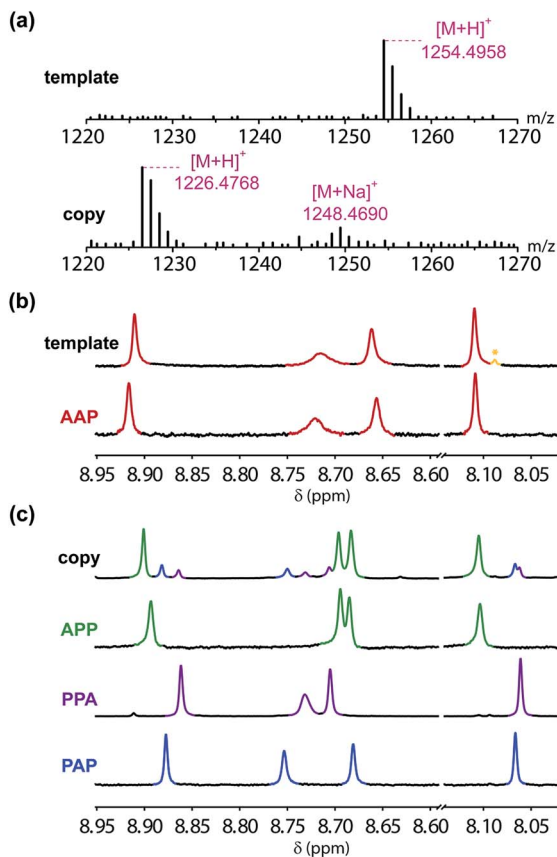 (a)
[M+H]+
1254.4958
template
1220 1230 1240 1250 1260 1270 m/z
[M+H]+
1226.4768
[M+Na]+
1248.4690
copy
1220 1230 1240 1250 1260 1270 m/z
(b)
template
*
AAP
8.95 8.90 8.85 8.80 8.75 8.70 8.65 8.60 8.10 8.05
δ (ppm)
(c)
copy
APP
PPA
PAP
8.95 8.90 8.85 8.80 8.75 8.70 8.65 8.60 8.10 8.05
δ (ppm)